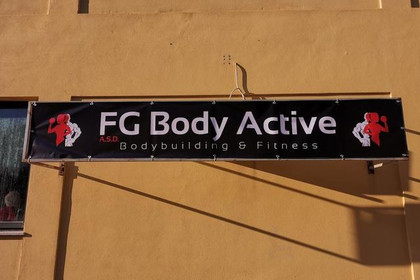 FG Body Active
A.S.D. Bodybuilding & Fitness